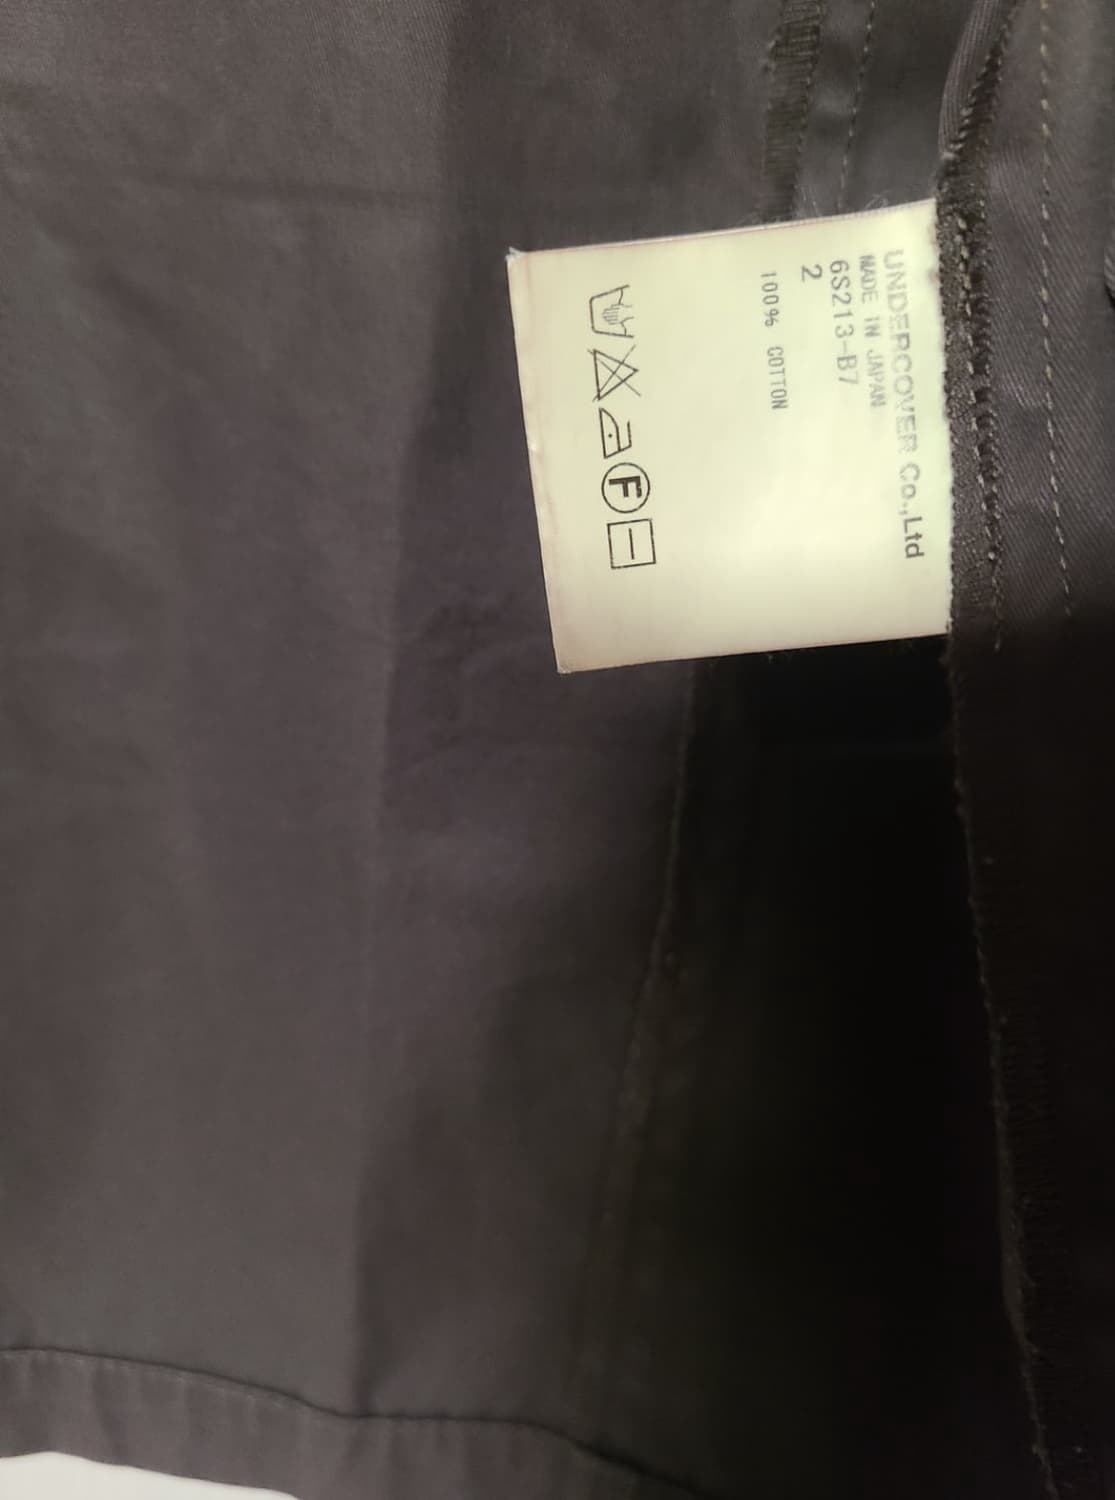 UNDERCOVER Co.,Ltd
MADE IN JAPAN
6S213-B7
2
100% COTTON
F